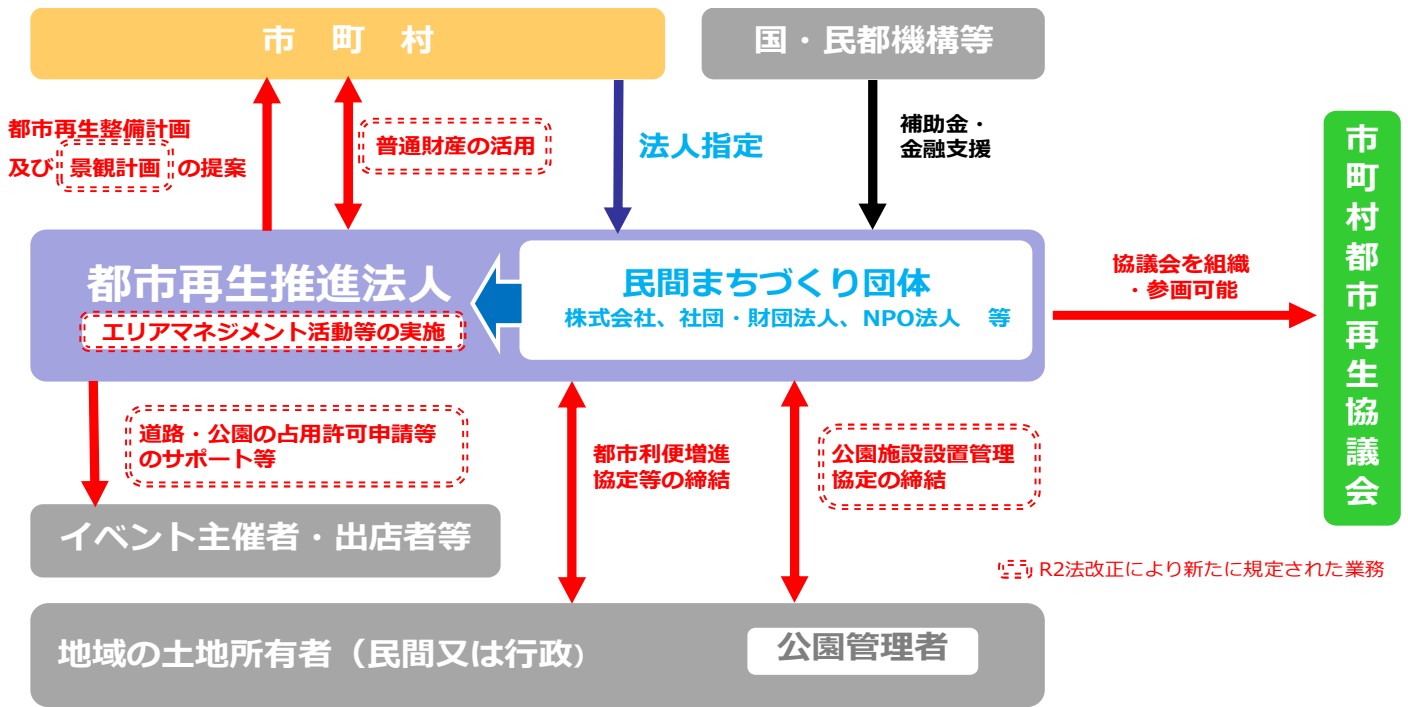 市　町　村
国・民都機構等
都市再生整備計画
及び 景観計画 の提案
普通財産の活用
法人指定
補助金・
金融支援
都市再生推進法人
エリアマネジメント活動等の実施
民間まちづくり団体
株式会社、社団・財団法人、NPO法人　等
協議会を組織
・参画可能
市町村都市再生協議会
道路・公園の占用許可申請等
のサポート等
都市利便増進
協定等の締結
公園施設設置管理
協定の締結
イベント主催者・出店者等
R2法改正により新たに規定された業務
地域の土地所有者（民間又は行政）
公園管理者